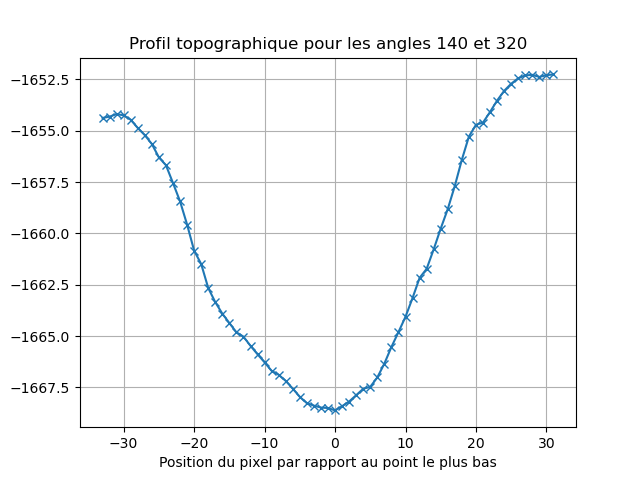 Profil topographique pour les angles 140 et 320
−1652.5
−1655.0
−1657.5
−1660.0
−1662.5
−1665.0
−1667.5
−30 −20 −10 0 10 20 30
Position du pixel par rapport au point le plus bas